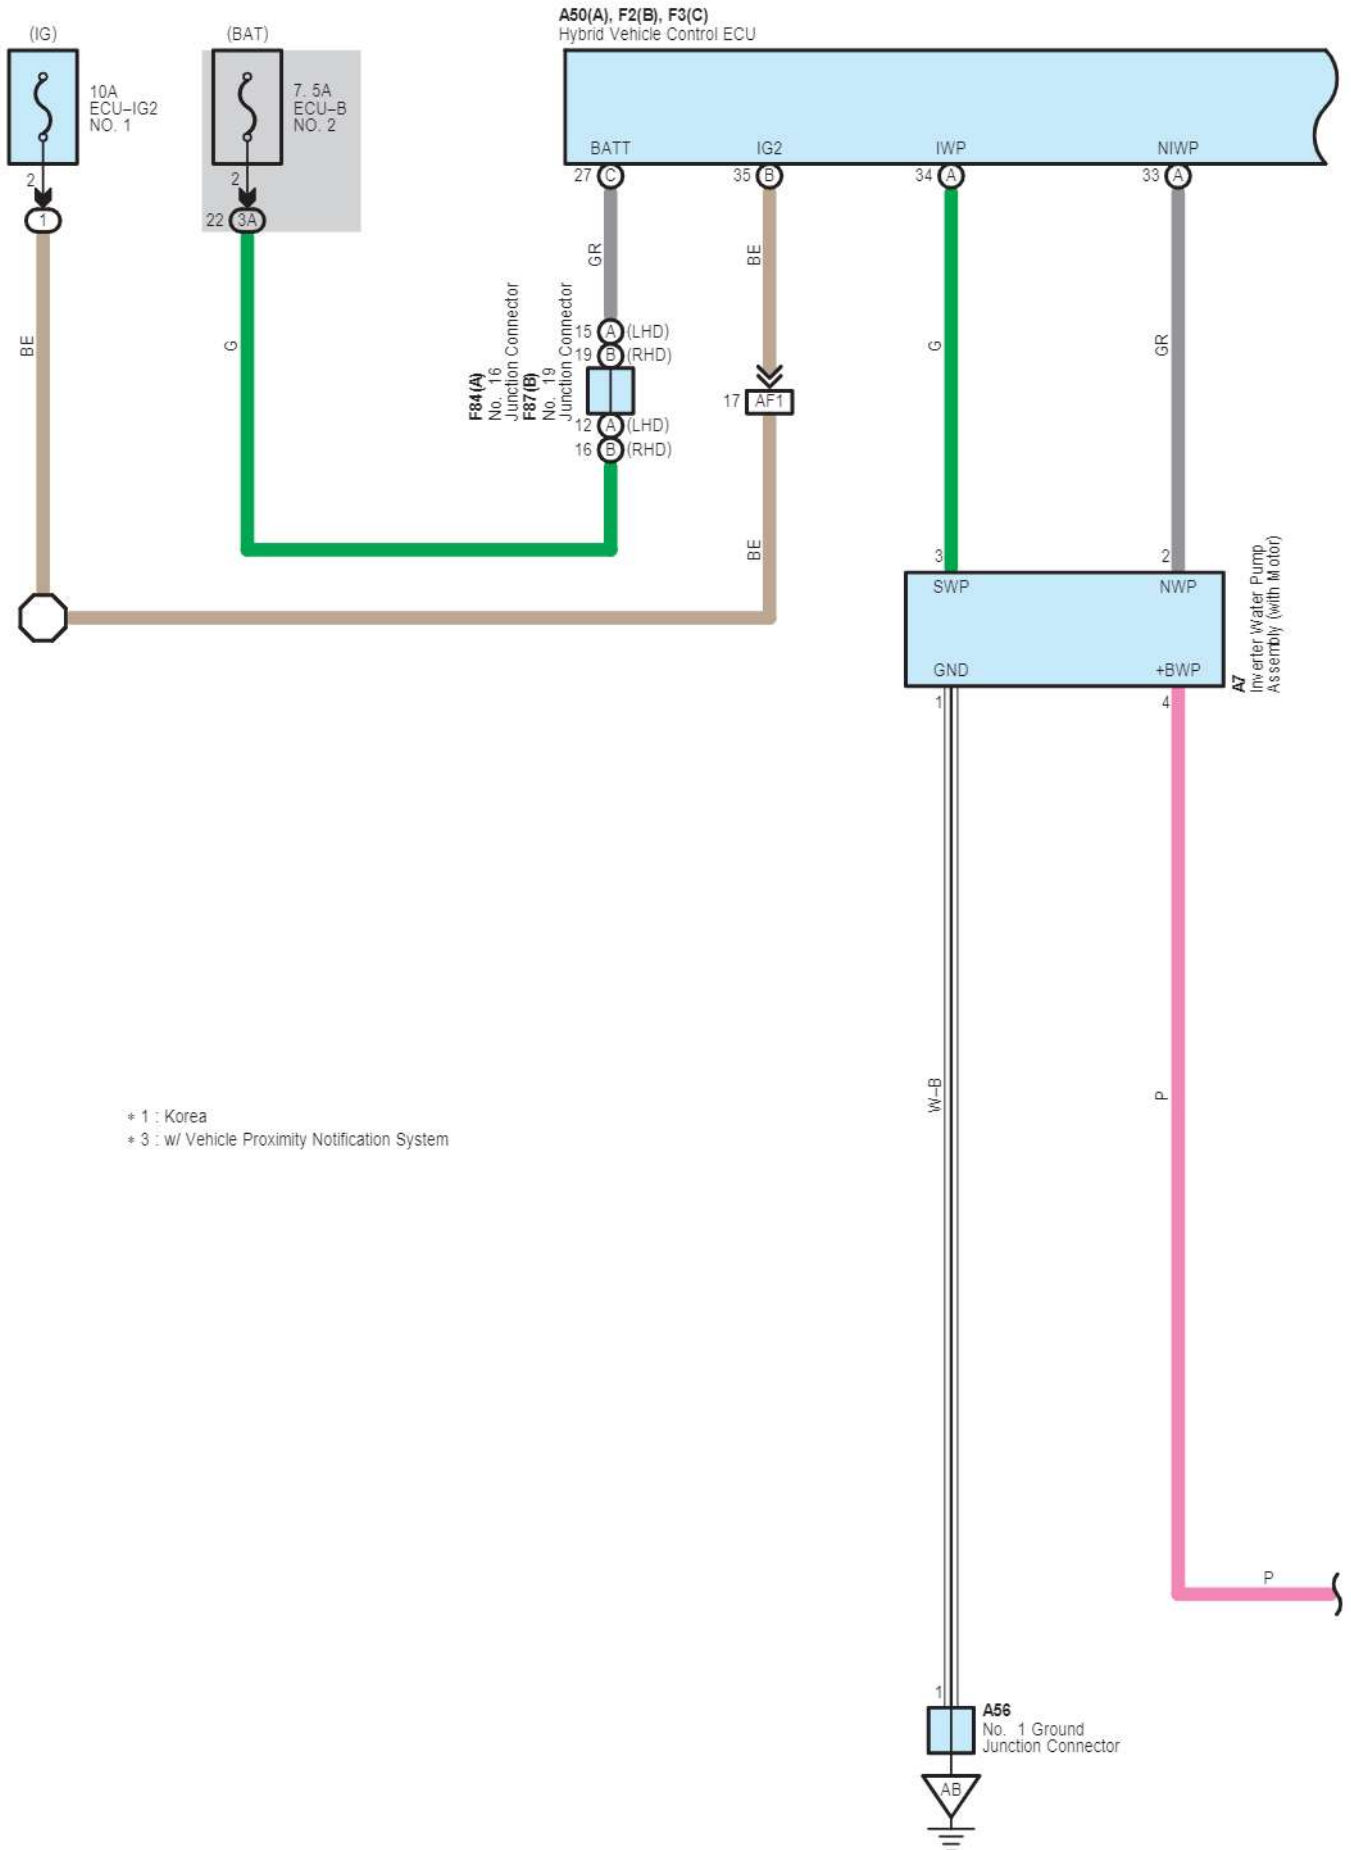 A50(A), F2(B), F3(C)
Hybrid Vehicle Control ECU
(IG)
(BAT)
10A
ECU–IG2
NO. 1
7. 5A
ECU–B
NO. 2
BATT
IG2
IWP
NIWP
27 C
35 B
34 A
33 A
2
2
1
22 3A
GR
BE
BE
G
G
GR
F84(A)
No. 16
Junction Connector
F87(B)
No. 19
Junction Connector
15 A (LHD)
19 B (RHD)
17 AF1
12 A (LHD)
16 B (RHD)
BE
3
2
SWP
NWP
GND
+BWP
A7
Inverter Water Pump
Assembly (with Motor)
1
4
W–B
P
* 1 : Korea
* 3 : w/ Vehicle Proximity Notification System
P
1
A56
No. 1 Ground
Junction Connector
AB